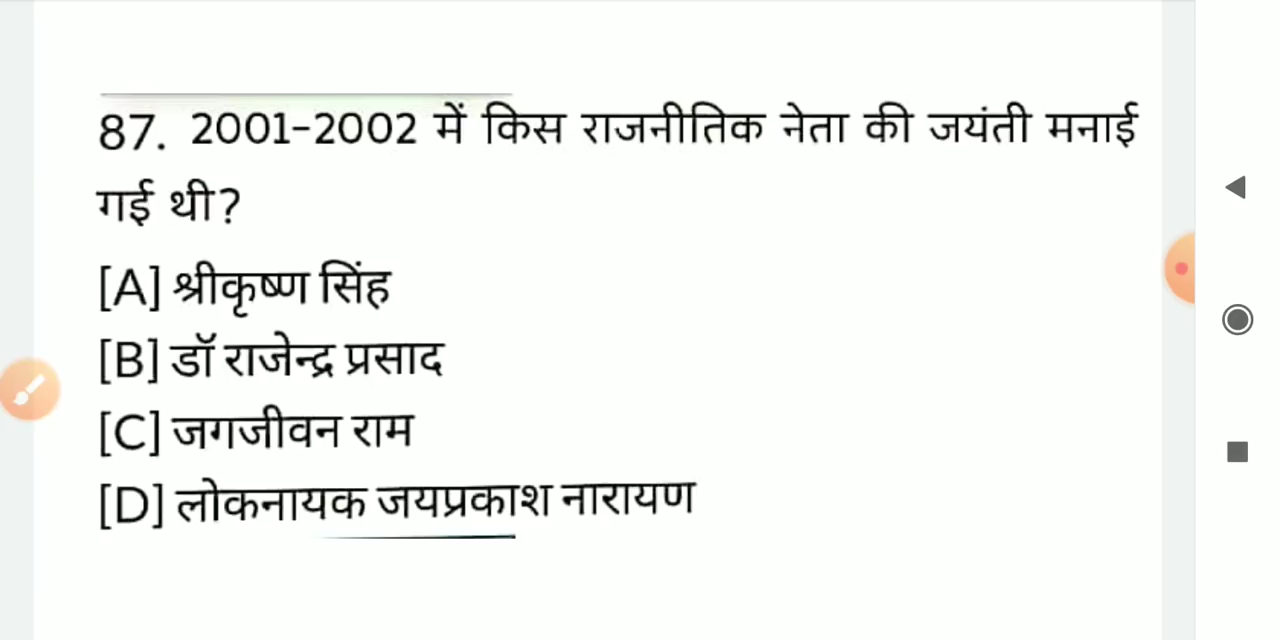 87. 2001-2002 में किस राजनीतिक नेता की जयंती मनाई
गई थी?
[A] श्रीकृष्ण सिंह
[B] डॉ राजेन्द्र प्रसाद
[C] जगजीवन राम
[D] लोकनायक जयप्रकाश नारायण